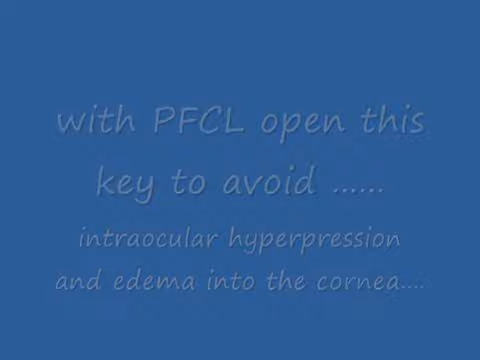 with PFCL open this
key to avoid ......
intraocular hyperpression
and edema into the cornea....